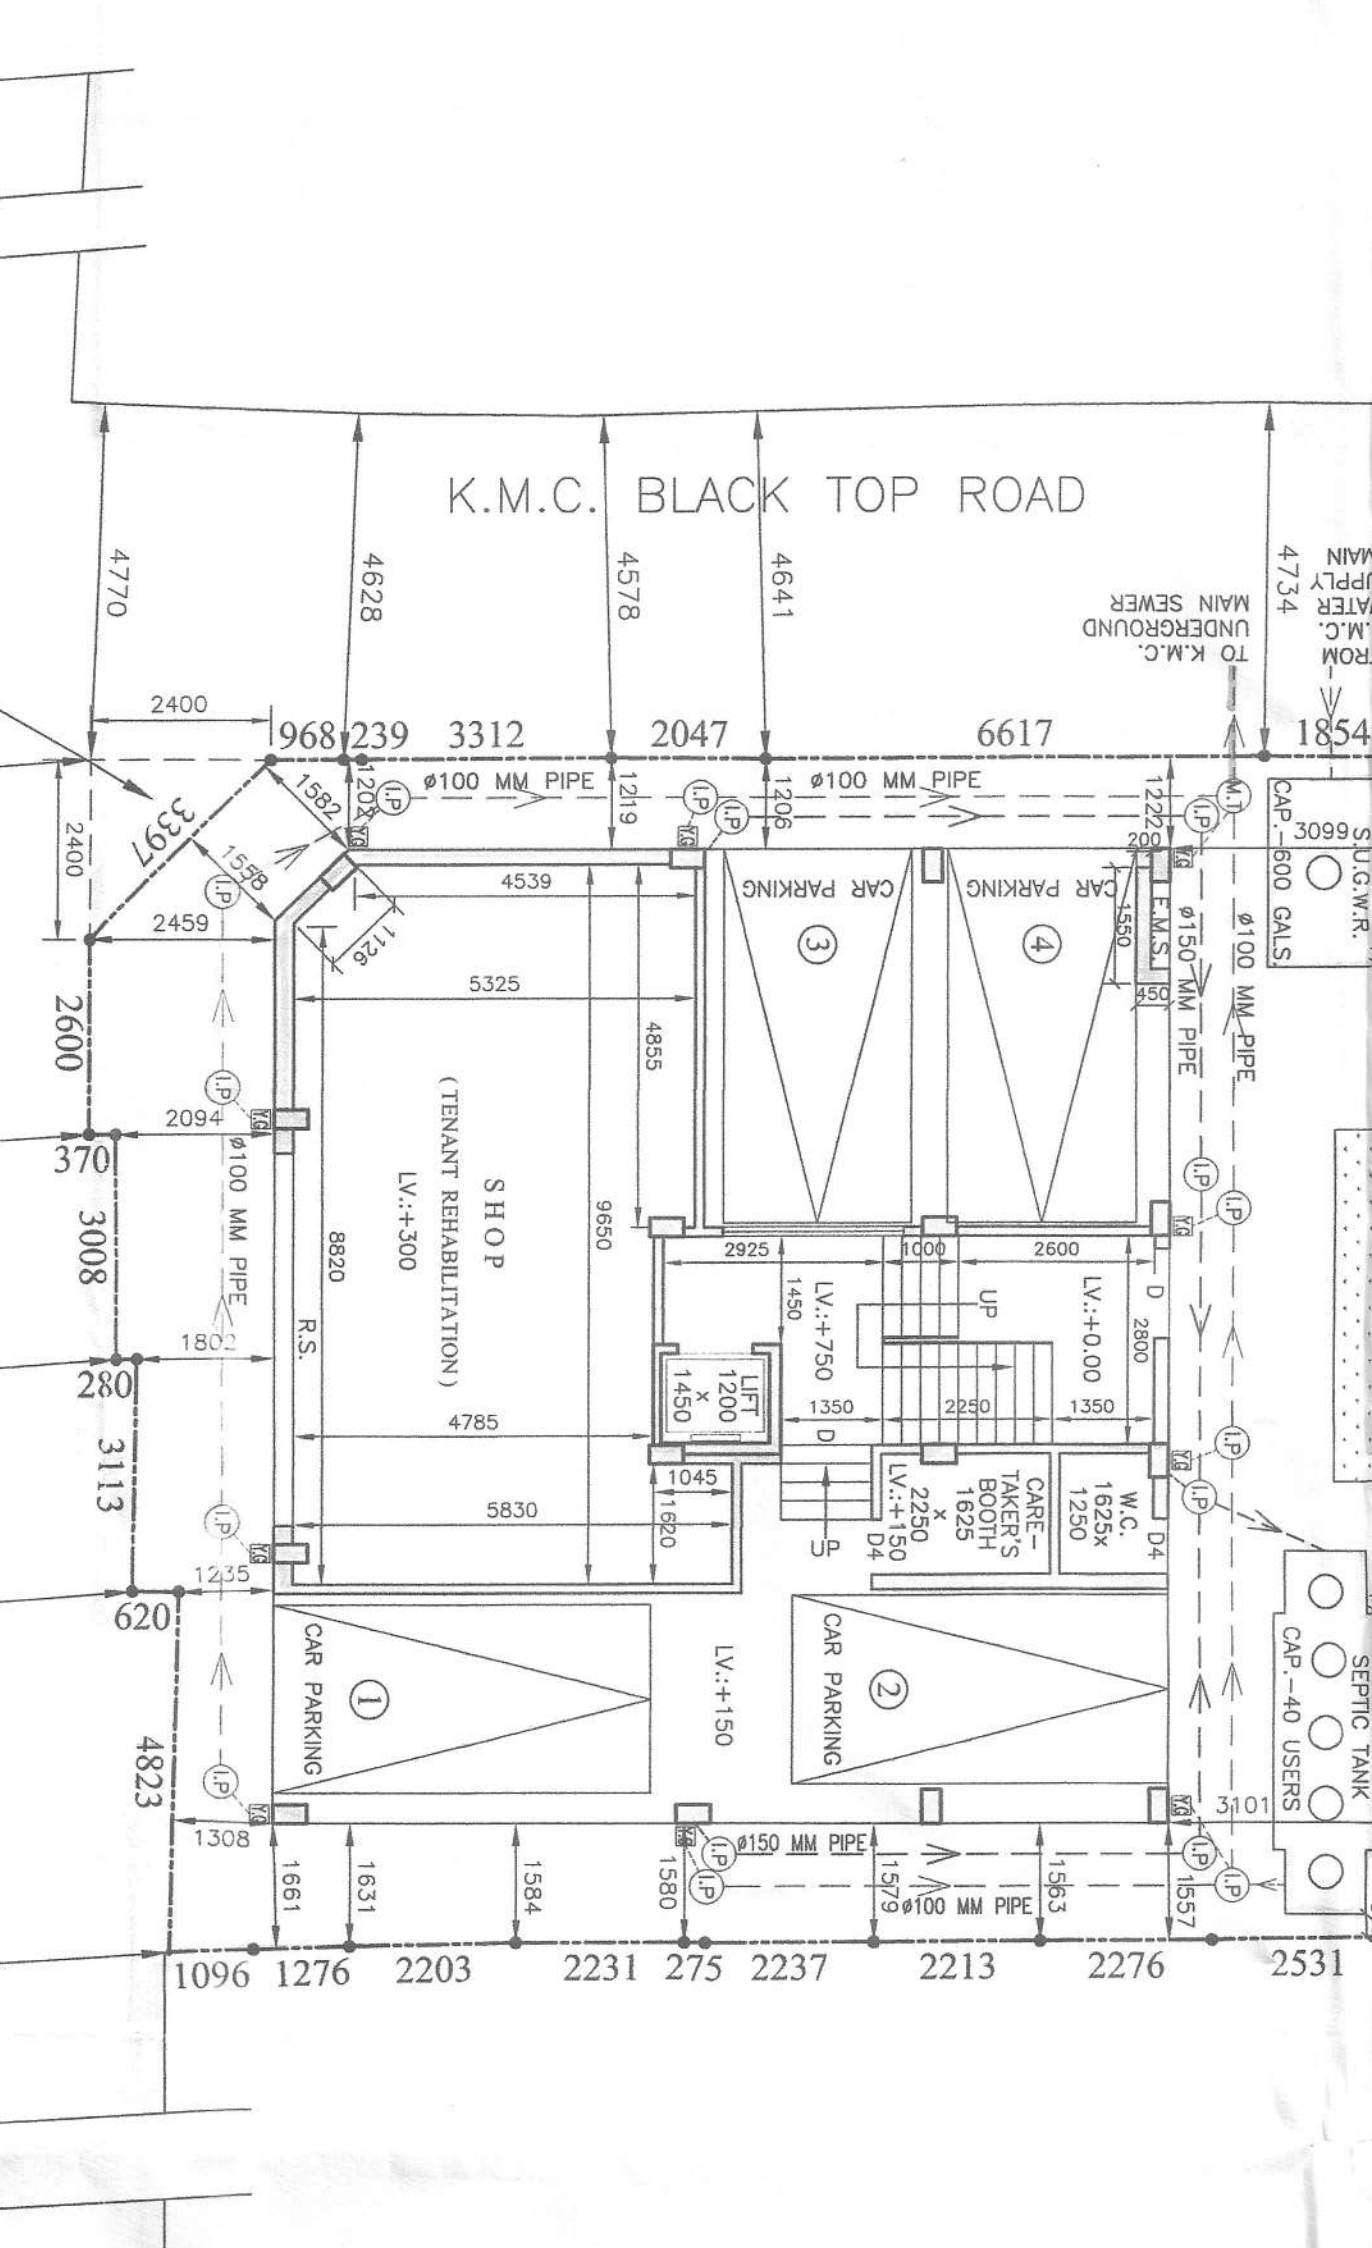 K.M.C. BLACK TOP ROAD
4770
4628
4578
4641
4734
TO K.M.C.
UNDERGROUND
MAIN SEWER
MAIN
2400
968
239
3312
2047
6617
1854
2400
3397
1582
1558
1202
I.P
ø100 MM PIPE
1219
I.P
I.P
1206
ø100 MM PIPE
1222
I.P
M.T
200
Y.G
Y.G
Y.G
CAP.-600 GALS.
3099
S.U.G.W.R.
I.P
2459
4539
1126
CAR PARKING
3
CAR PARKING
4
1550
E.M.S.
450
ø150 MM PIPE
ø100 MM PIPE
5325
4855
2600
I.P
2094
Y.G
370
ø100 MM PIPE
3008
1802
280
SHOP
(TENANT REHABILITATION)
LV.:+300
9650
8820
R.S.
4785
I.P
I.P
Y.G
2925
1000
2600
1450
LV.:+750
UP
LV.:+0.00
D
2800
LIFT
1200
x
1450
1350
D
2250
1350
I.P
Y.G
I.P
1045
1620
5830
UP
D4
LV.:+150
CARE-
TAKER'S
BOOTH
1625
x
2250
W.C.
1625x
1250
D4
3113
I.P
Y.G
1235
620
CAR PARKING
1
LV.:+150
CAR PARKING
2
SEPTIC TANK
CAP.-40 USERS
4823
I.P
Y.G
1308
Y.G
3101
1661
1631
1584
1580
Y.G
I.P
ø150 MM PIPE
I.P
1579
ø100 MM PIPE
1563
1557
I.P
I.P
1096
1276
2203
2231
275
2237
2213
2276
2531